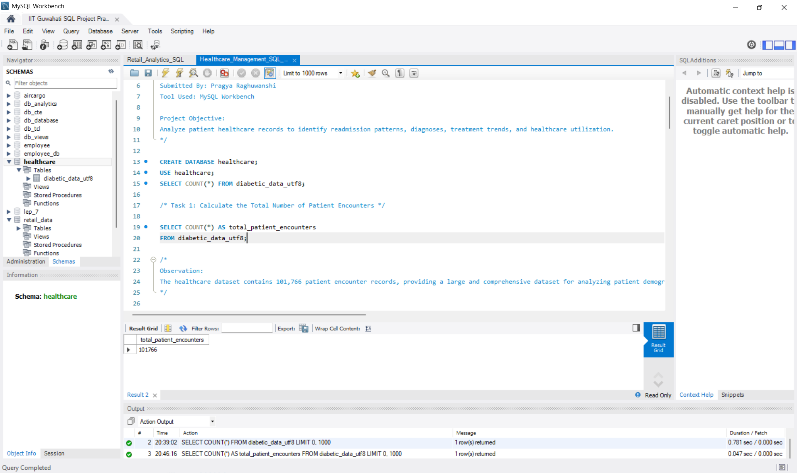 MySQL Workbench
IIT Guwahati SQL Project Pra...
File Edit View Query Database Server Tools Scripting Help
Navigator
SCHEMAS
Filter objects
aircargo
db_analytics
db_cte
db_database
db_td
db_views
employee
employee_db
healthcare
Tables
diabetic_data_utf8
Views
Stored Procedures
Functions
lep_7
retail_data
Tables
Views
Stored Procedures
Functions
Administration Schemas
Information
Schema: healthcare
Object Info Session
Query Completed
Retail_Analytics_SQL Healthcare_Management_SQL_
Limit to 1000 rows
6 Submitted By: Pragya Raghuwanshi
7 Tool Used: MySQL Workbench
8
9 Project Objective:
10 Analyze patient healthcare records to identify readmission patterns, diagnoses, treatment trends, and healthcare utilization.
11 */
12
13 CREATE DATABASE healthcare;
14 USE healthcare;
15 SELECT COUNT(*) FROM diabetic_data_utf8;
16
17 /* Task 1: Calculate the Total Number of Patient Encounters */
18
19 SELECT COUNT(*) AS total_patient_encounters
20 FROM diabetic_data_utf8;
21
22 /*
23 Observation:
24 The healthcare dataset contains 101,766 patient encounter records, providing a large and comprehensive dataset for analyzing patient demogr
25 */
26
Result Grid Filter Rows: Export: Wrap Cell Content:
total_patient_encounters
101766
Result Grid
Result 2 Read Only
Output
Action Output
# Time Action Message Duration / Fetch
2 20:39:02 SELECT COUNT(*) FROM diabetic_data_utf8 LIMIT 0, 1000 1 row(s) returned 0.781 sec / 0.000 sec
3 20:46:16 SELECT COUNT(*) AS total_patient_encounters FROM diabetic_data_utf8 LIMIT 0, 1000 1 row(s) returned 0.047 sec / 0.000 sec
SQLAdditions
Jump to
Automatic context help is
disabled. Use the toolbar t
manually get help for the
current caret position or to
toggle automatic help.
Context Help Snippets